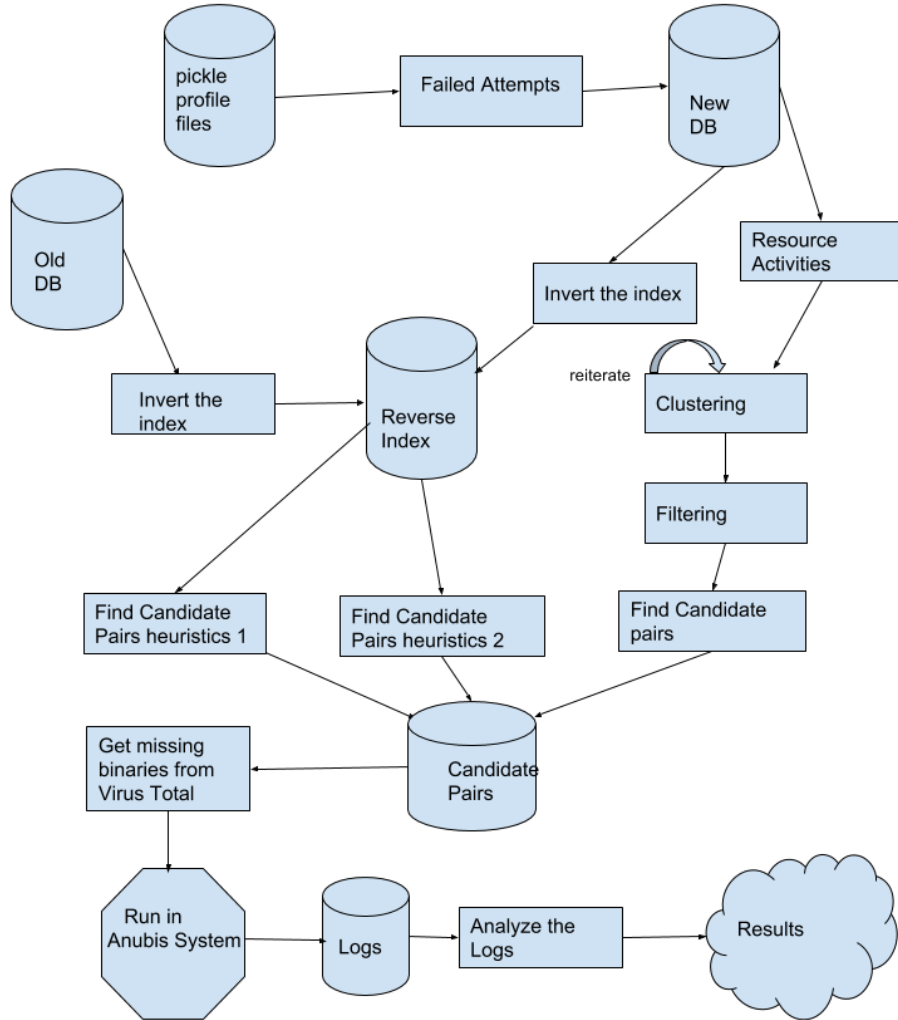 pickle
profile
files
Failed Attempts
New
DB
Old
DB
Resource
Activities
Invert the index
reiterate
Clustering
Invert the
index
Reverse
Index
Filtering
Find Candidate
Pairs heuristics 1
Find Candidate
Pairs heuristics 2
Find Candidate
pairs
Get missing
binaries from
Virus Total
Candidate
Pairs
Run in
Anubis System
Logs
Analyze the
Logs
Results